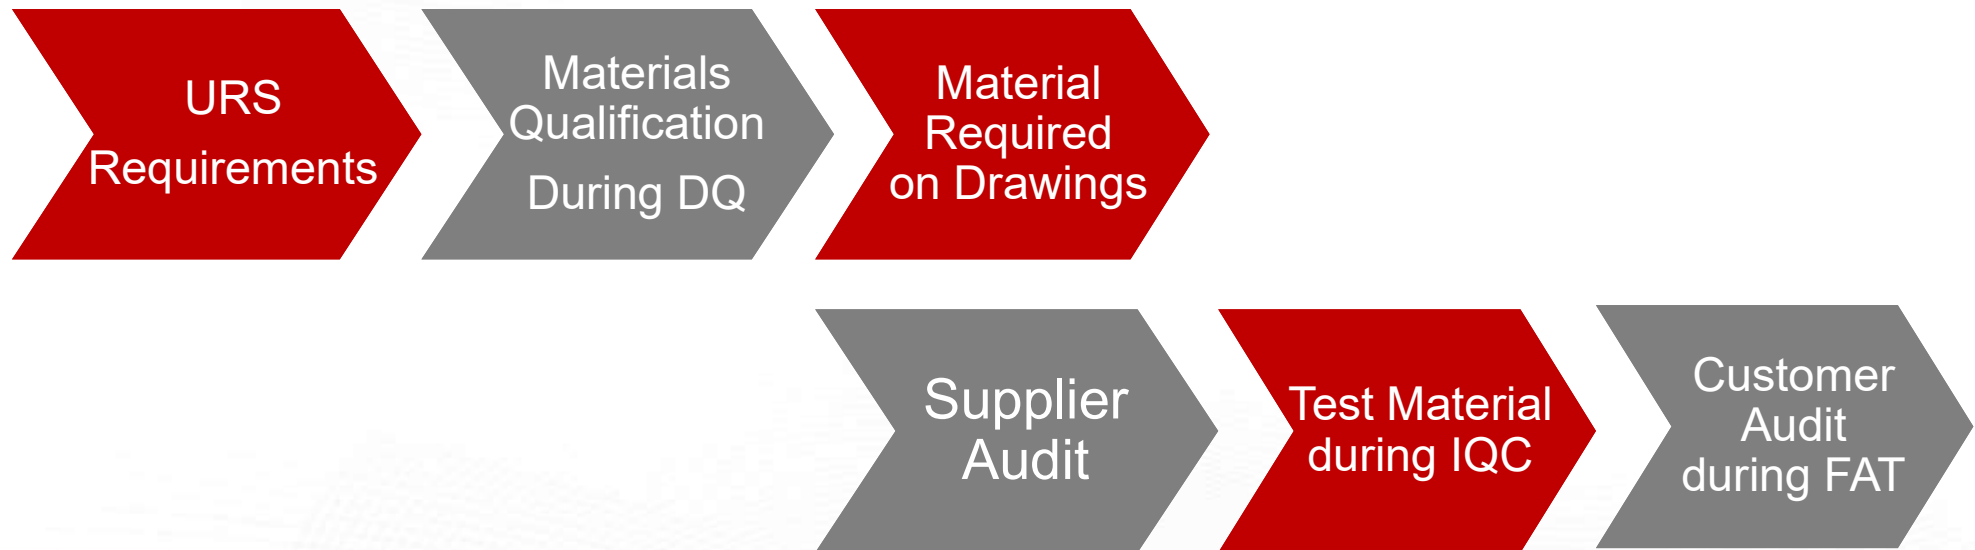 URS
Requirements
Materials
Qualification
During DQ
Material
Required
on Drawings
Supplier
Audit
Test Material
during IQC
Customer
Audit
during FAT